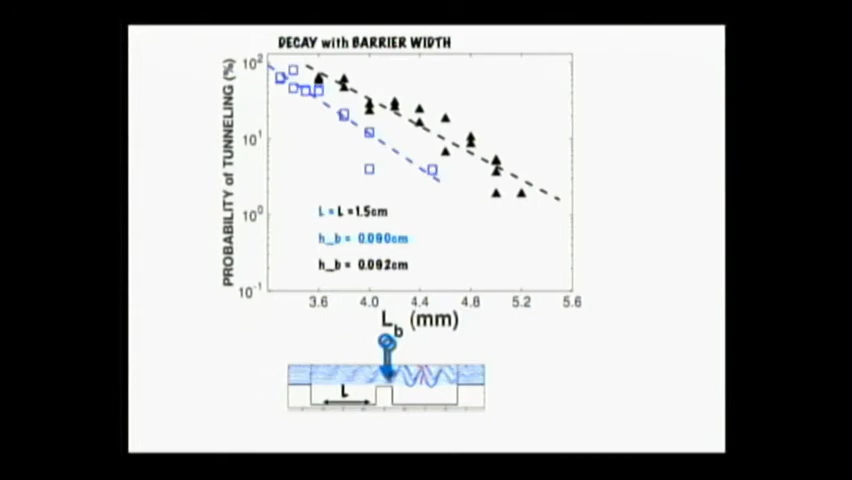 DECAY with BARRIER WIDTH
PROBABILITY of TUNNELING (%)
10²
10¹
10⁰
10⁻¹
L = L = 1.5cm
h_b = 0.090cm
h_b = 0.092cm
3.6 4.0 4.4 4.8 5.2 5.6
L_b (mm)
L